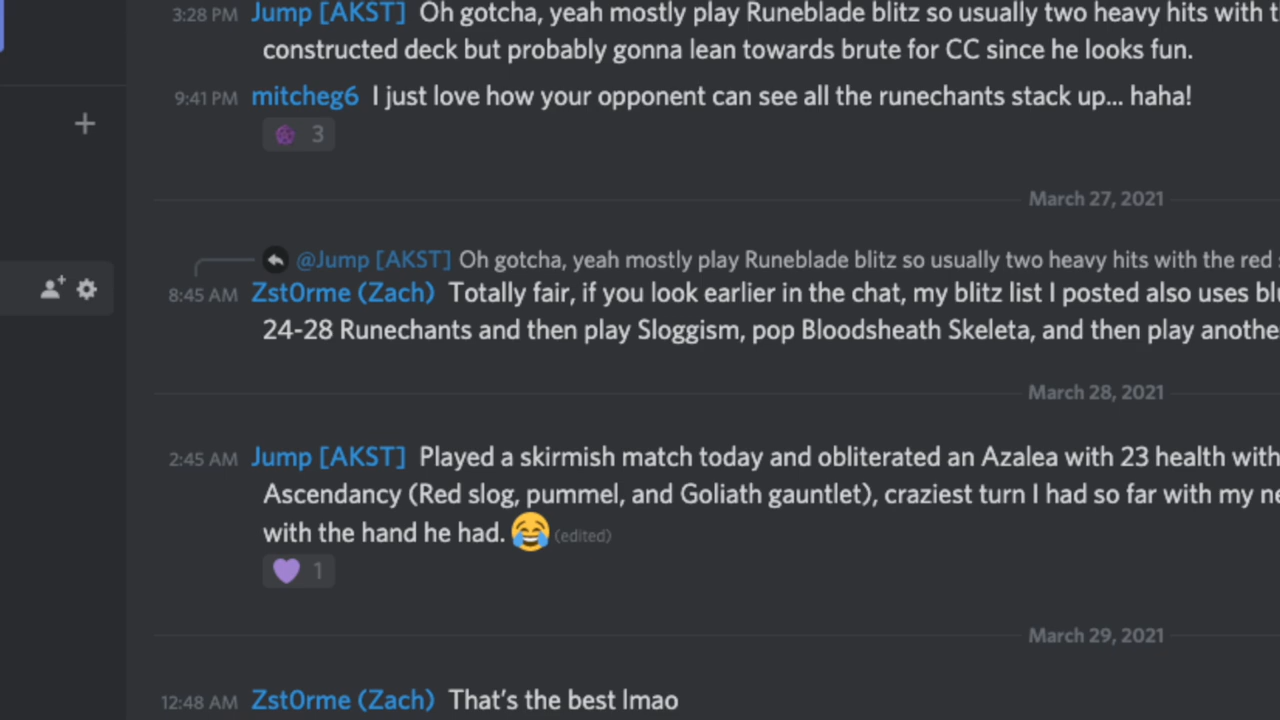 3:28 PM Jump [AKST] Oh gotcha, yeah mostly play Runeblade blitz so usually two heavy hits with
constructed deck but probably gonna lean towards brute for CC since he looks fun.
9:41 PM mitcheg6 I just love how your opponent can see all the runechants stack up... haha!
3
March 27, 2021
@Jump [AKST] Oh gotcha, yeah mostly play Runeblade blitz so usually two heavy hits with the red
8:45 AM Zst0rme (Zach) Totally fair, if you look earlier in the chat, my blitz list I posted also uses
24-28 Runechants and then play Sloggism, pop Bloodsheath Skeleta, and then play
March 28, 2021
2:45 AM Jump [AKST] Played a skirmish match today and obliterated an Azalea with 23 health with
Ascendancy (Red slog, pummel, and Goliath gauntlet), craziest turn I had so far with my
with the hand he had. 😂 (edited)
1
March 29, 2021
12:48 AM Zst0rme (Zach) That's the best lmao